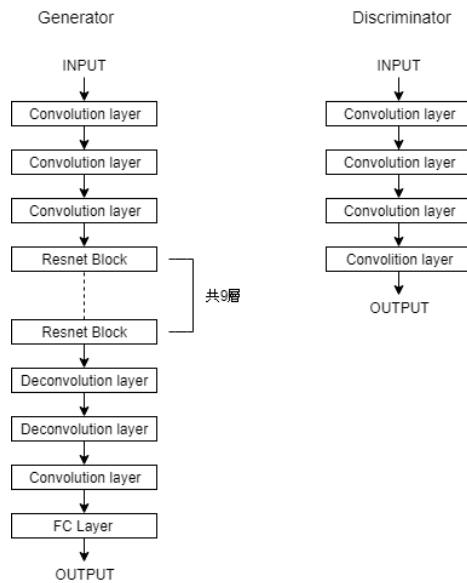 Generator
INPUT
Convolution layer
Convolution layer
Convolution layer
Resnet Block
共9層
Resnet Block
Deconvolution layer
Deconvolution layer
Convolution layer
FC Layer
OUTPUT
Discriminator
INPUT
Convolution layer
Convolution layer
Convolution layer
Convolition layer
OUTPUT